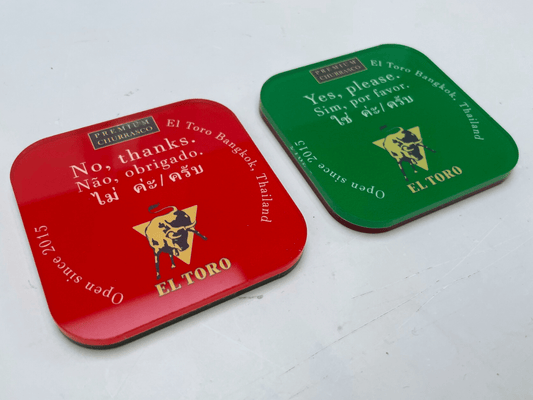 PREMIUM
CHURRASCO
No, thanks.
Não, obrigado.
ไม่ ค่ะ/ครับ
El Toro Bangkok, Thailand
Open since 2015
EL TORO
PREMIUM
CHURRASCO
Yes, please.
Sim, por favor.
ใช่ ค่ะ/ครับ
El Toro Bangkok, Thailand
Open since 2015
EL TORO